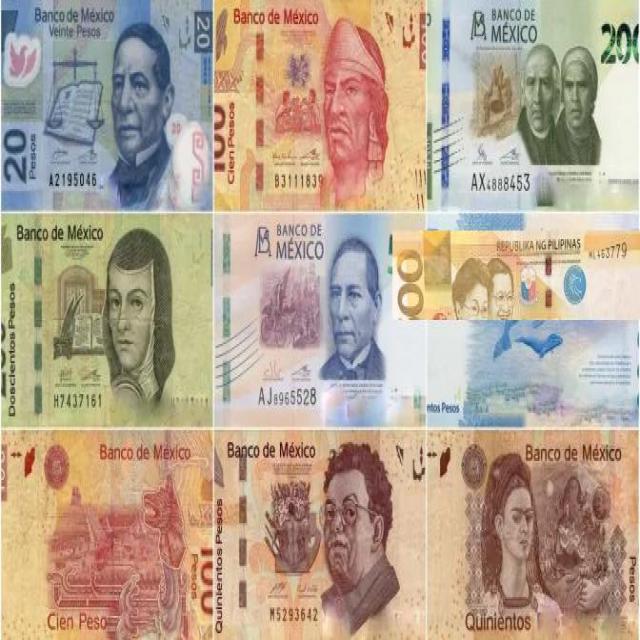 Banco de México
Veinte Pesos
20
20
Pesos
A2195046
Banco de México
100
Cien Pesos
B3111839
BANCO DE
MÉXICO
200
AX4888453
Banco de México
Doscientos Pesos
H7437161
BANCO DE
MÉXICO
AJ8965528
REPUBLIKA NG PILIPINAS
00
ntos Pesos
Banco de México
100
Pesos
Cien Peso
Banco de México
Quinientos Pesos
M5293642
Banco de México
Quinientos
Pesos